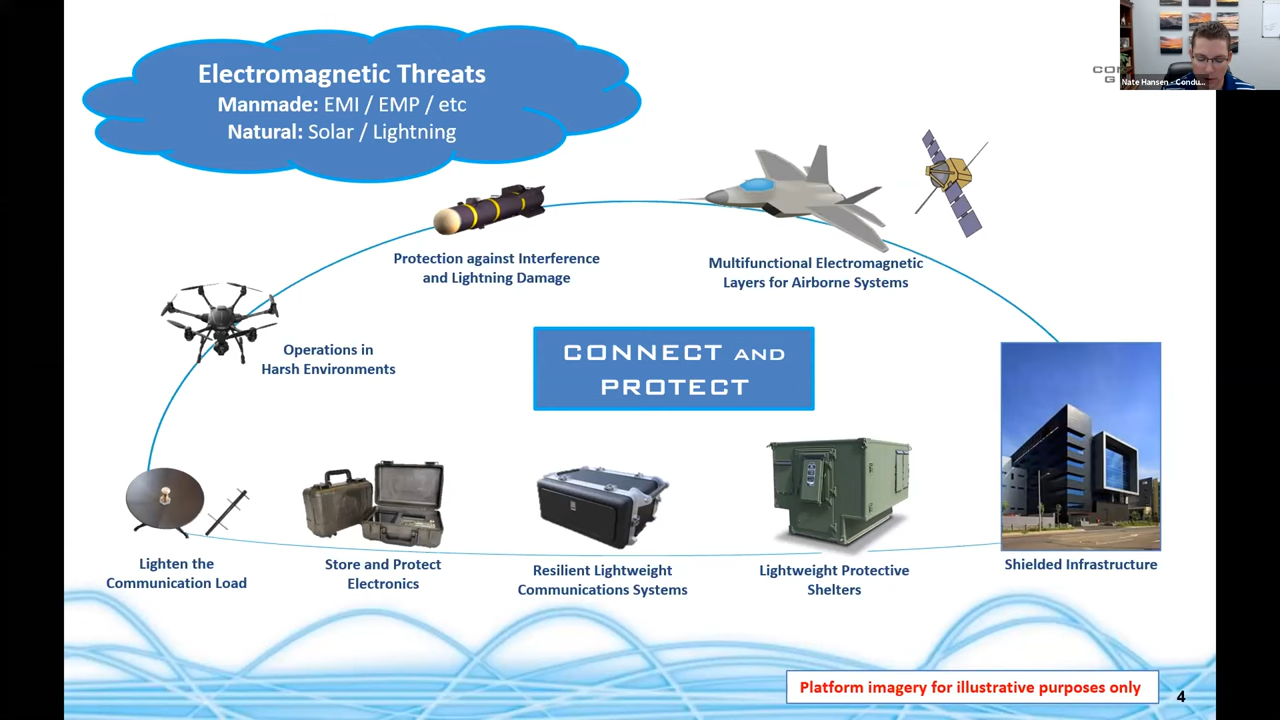 Electromagnetic Threats
Manmade: EMI / EMP / etc
Natural: Solar / Lightning
Nate Hansen - Condu...
Protection against Interference
and Lightning Damage
Multifunctional Electromagnetic
Layers for Airborne Systems
Operations in
Harsh Environments
CONNECT AND
PROTECT
Lighten the
Communication Load
Store and Protect
Electronics
Resilient Lightweight
Communications Systems
Lightweight Protective
Shelters
Shielded Infrastructure
Platform imagery for illustrative purposes only
4